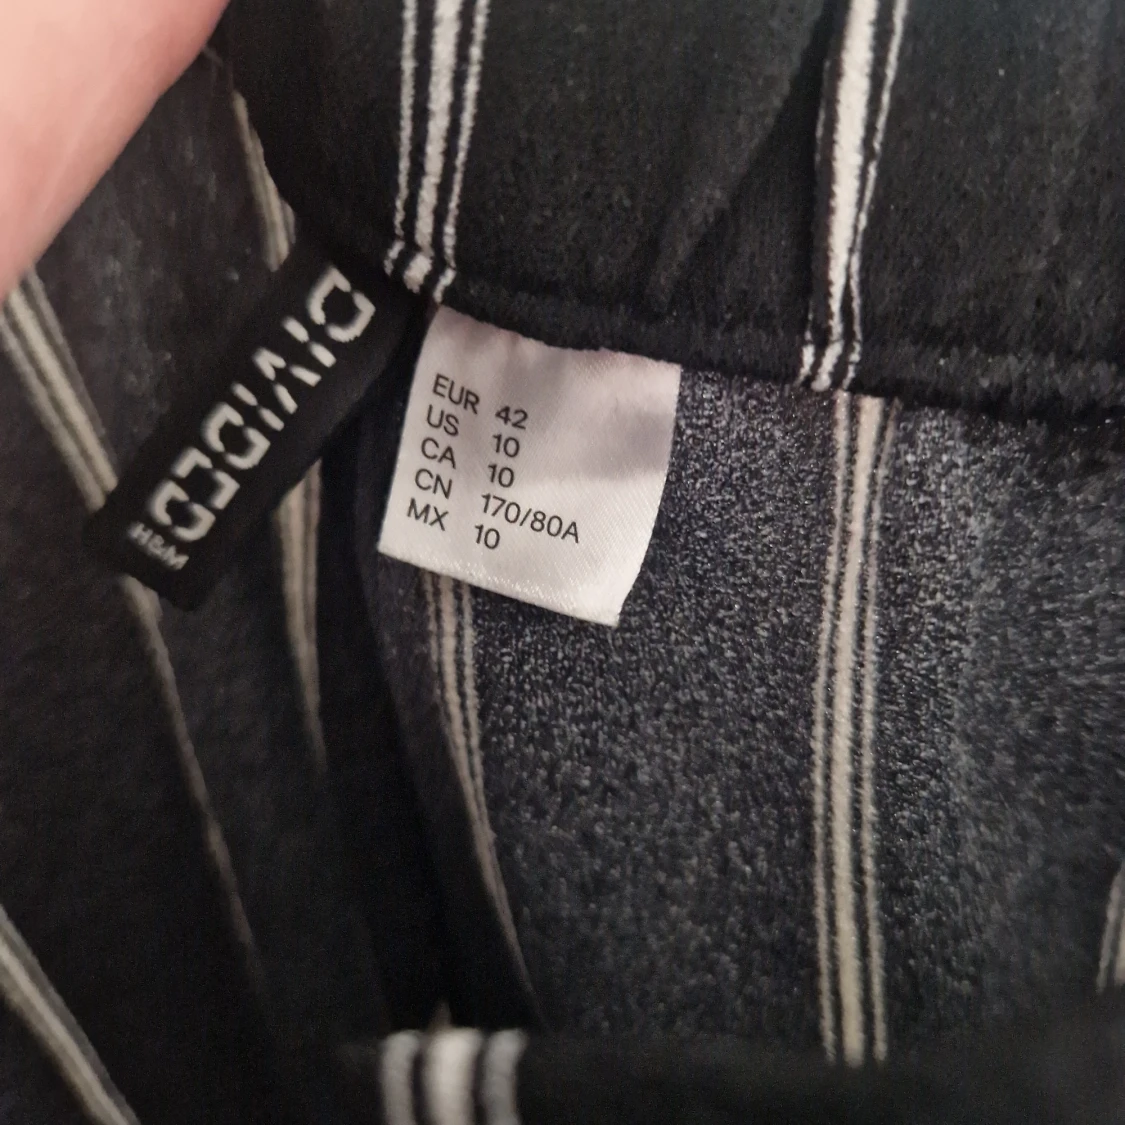 DIVIDED
H&M
EUR 42
US 10
CA 10
CN 170/80A
MX 10